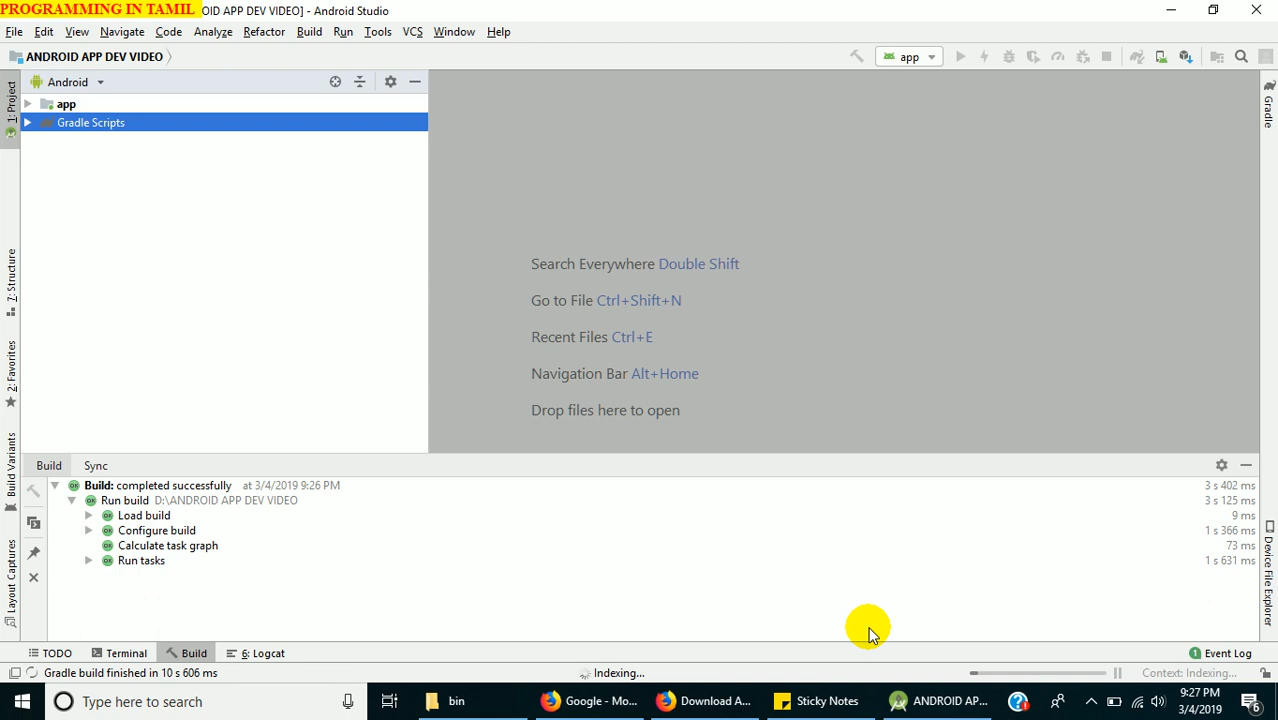 PROGRAMMING IN TAMIL OID APP DEV VIDEO] - Android Studio
File Edit View Navigate Code Analyze Refactor Build Run Tools VCS Window Help
ANDROID APP DEV VIDEO app
1: Project
Android
app
Gradle Scripts
Gradle
Search Everywhere Double Shift
Go to File Ctrl+Shift+N
Recent Files Ctrl+E
Navigation Bar Alt+Home
Drop files here to open
7: Structure
2: Favorites
Build Variants
Layout Captures
Build Sync
Build: completed successfully at 3/4/2019 9:26 PM 3 s 402 ms
Run build D:\ANDROID APP DEV VIDEO 3 s 125 ms
Load build 9 ms
Configure build 1 s 366 ms
Calculate task graph 73 ms
Run tasks 1 s 631 ms
Device File Explorer
TODO Terminal Build 6: Logcat 1 Event Log
Gradle build finished in 10 s 606 ms Indexing... Context: Indexing...
Type here to search bin Google - Mo... Download A... Sticky Notes ANDROID AP... 9:27 PM
3/4/2019 6